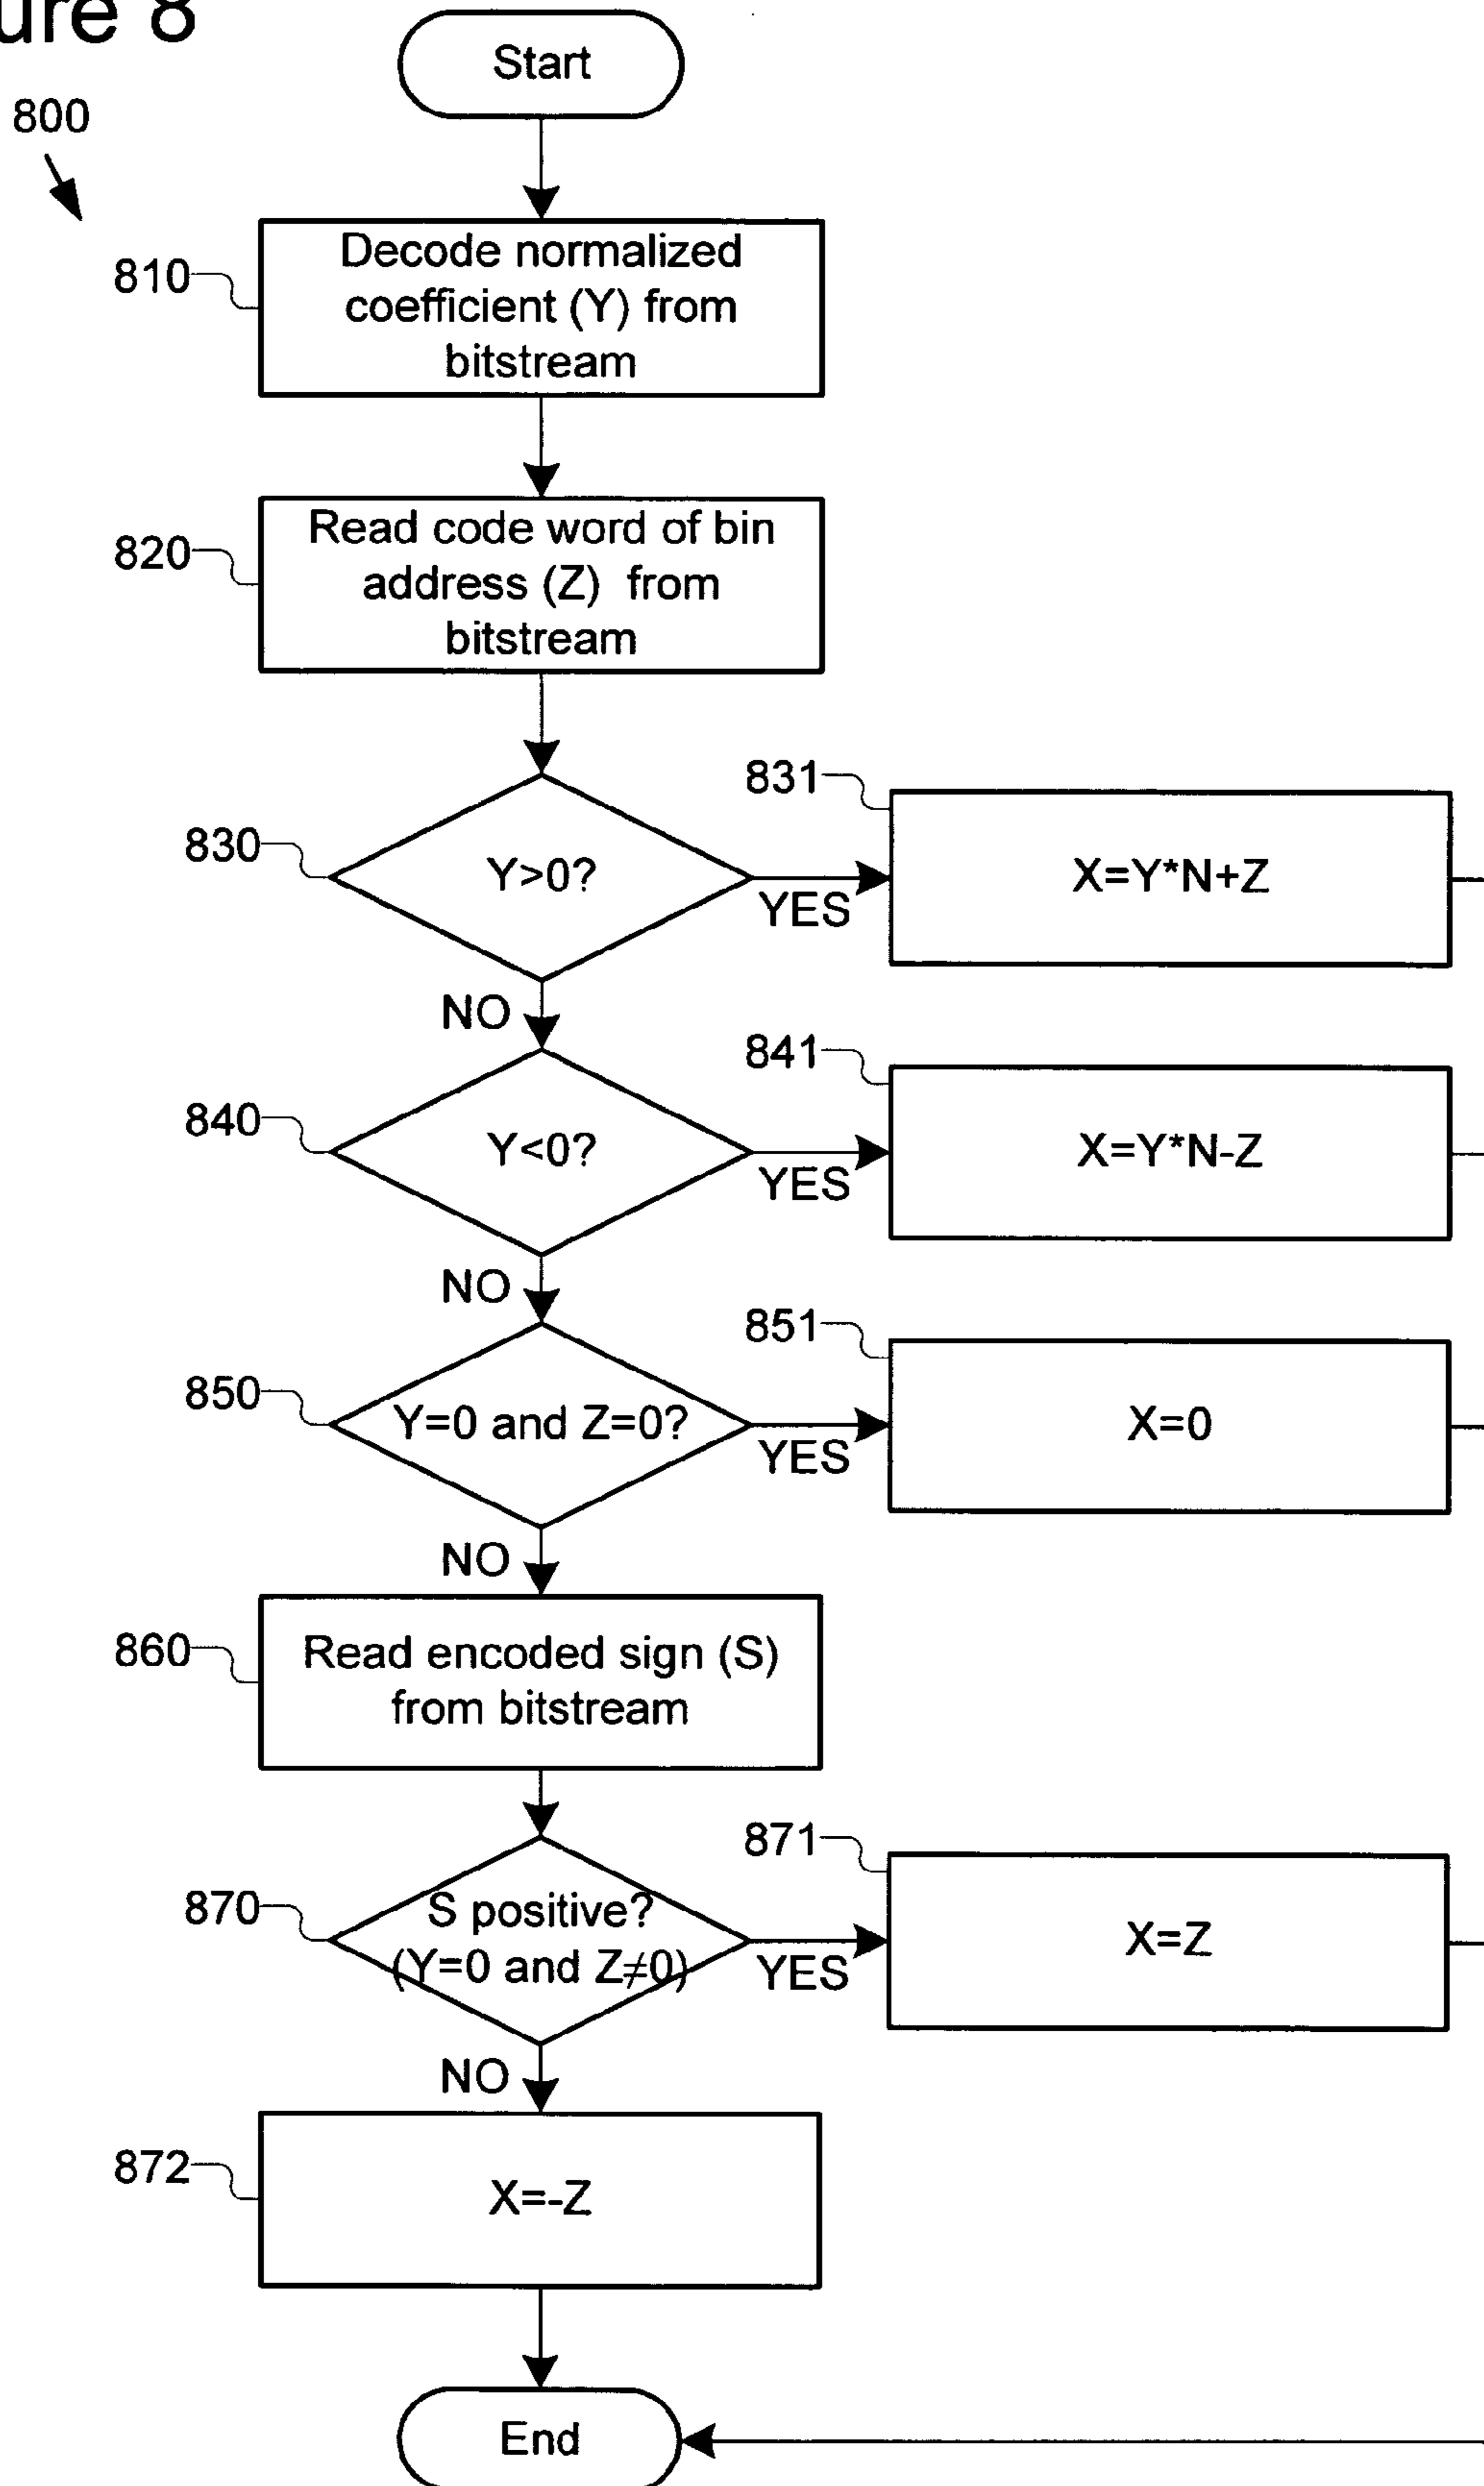 ure 8
Start
800
810
Decode normalized
coefficient (Y) from
bitstream
820
Read code word of bin
address (Z) from
bitstream
830
Y>0?
YES
831
X=Y*N+Z
NO
840
Y<0?
YES
841
X=Y*N-Z
NO
850
Y=0 and Z=0?
YES
851
X=0
NO
860
Read encoded sign (S)
from bitstream
870
S positive?
(Y=0 and Z≠0)
YES
871
X=Z
NO
872
X=-Z
End